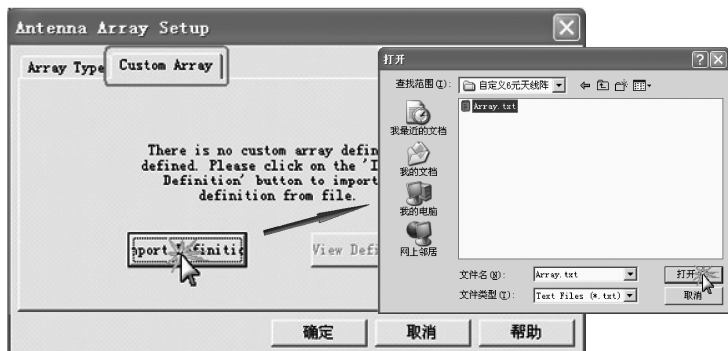 Antenna Array Setup
Array Type
Custom Array
There is no custom array defin
defined. Please click on the 'I
Definition' button to import
definition from file.
mport Definitio
View Defi
确定
取消
帮助
打开
查找范围(I):
自定义6元天线阵
Array.txt
我最近的文档
我的文档
我的电脑
网上邻居
文件名(N):
Array.txt
打开
文件类型(T):
Text Files (*.txt)
取消